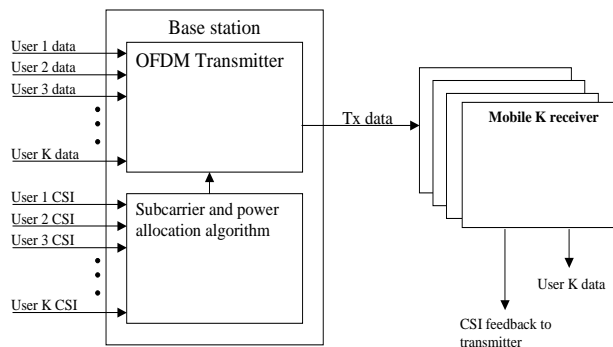 Base station
User 1 data
User 2 data
User 3 data
User K data
OFDM Transmitter
Tx data
Mobile K receiver
User 1 CSI
User 2 CSI
User 3 CSI
User K CSI
Subcarrier and power
allocation algorithm
User K data
CSI feedback to
transmitter